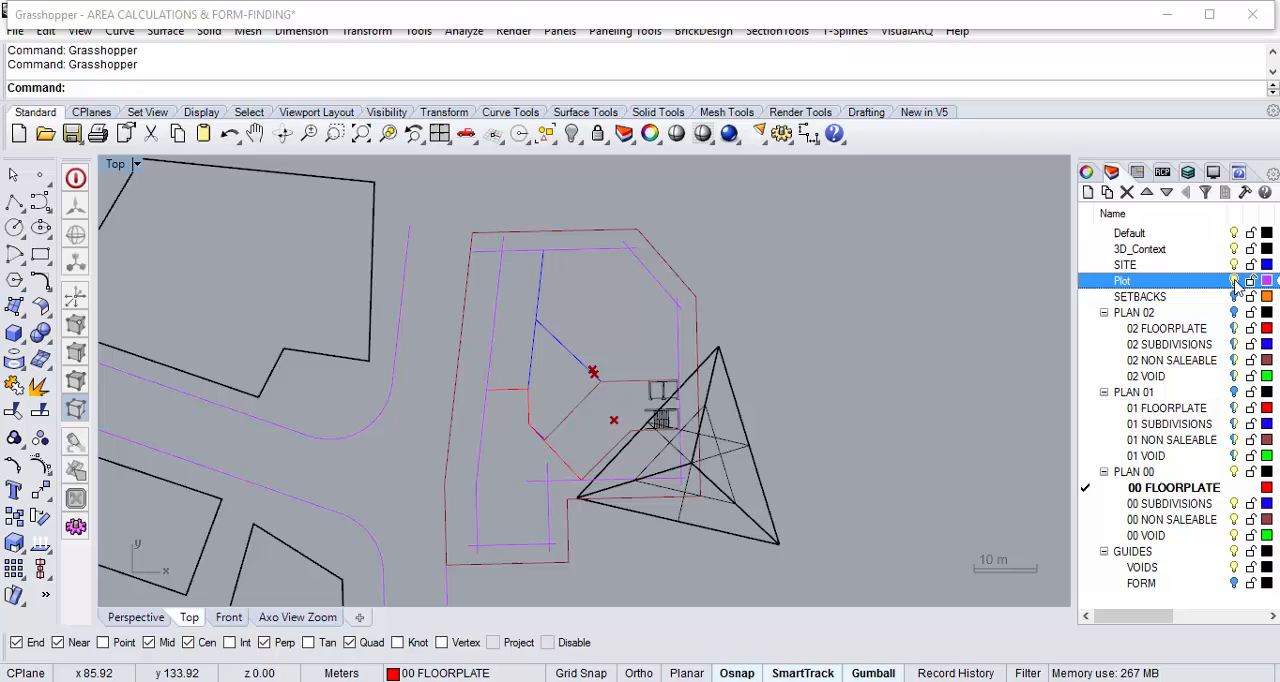 Grasshopper - AREA CALCULATIONS & FORM-FINDING*
File Edit View Curve Surface Solid Mesh Dimension Transform Tools Analyze Render Panels Paneling Tools BrickDesign SectionTools T-Splines VisualARQ Help
Command: Grasshopper
Command: Grasshopper
Command:
Standard CPlanes Set View Display Select Viewport Layout Visibility Transform Curve Tools Surface Tools Solid Tools Mesh Tools Render Tools Drafting New in V5
Top
Name
Default
3D_Context
SITE
Plot
SETBACKS
PLAN 02
02 FLOORPLATE
02 SUBDIVISIONS
02 NON SALEABLE
02 VOID
PLAN 01
01 FLOORPLATE
01 SUBDIVISIONS
01 NON SALEABLE
01 VOID
PLAN 00
00 FLOORPLATE
00 SUBDIVISIONS
00 NON SALEABLE
00 VOID
GUIDES
VOIDS
FORM
y
x
10 m
Perspective Top Front Axo View Zoom
End Near Point Mid Cen Int Perp Tan Quad Knot Vertex Project Disable
CPlane x 85.92 y 133.92 z 0.00 Meters 00 FLOORPLATE Grid Snap Ortho Planar Osnap SmartTrack Gumball Record History Filter Memory use: 267 MB